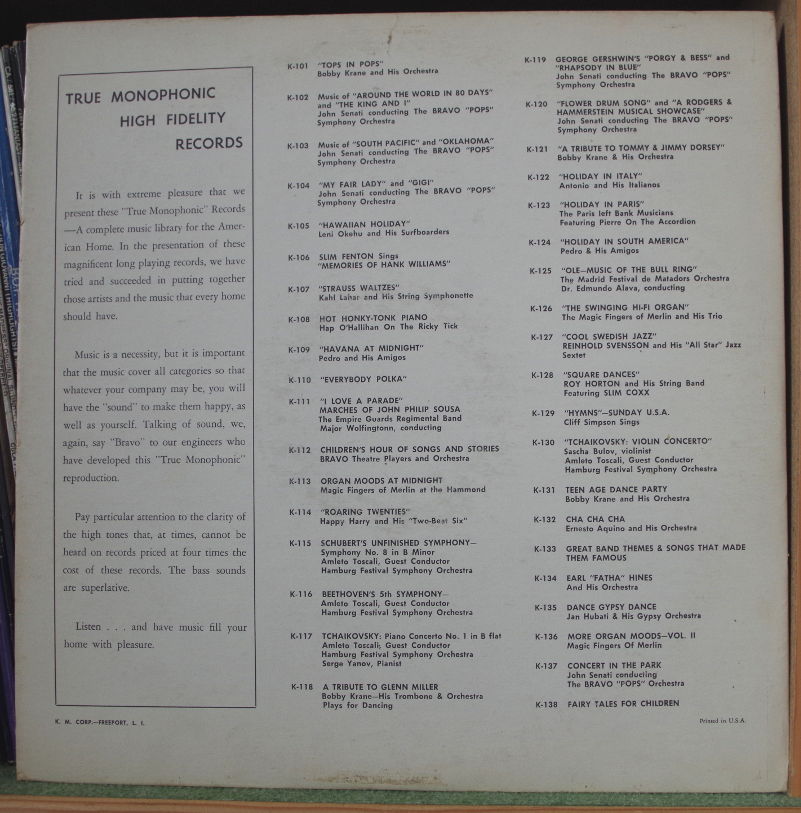 TRUE MONOPHONIC
HIGH FIDELITY
RECORDS
It is with extreme pleasure that we
present these "True Monophonic" Records
—A complete music library for the Amer-
ican Home. In the presentation of these
magnificent long playing records, we have
tried and succeeded in putting together
those artists and the music that every home
should have.
Music is a necessity, but it is important
that the music cover all categories so that
whatever your company may be, you will
have the "sound" to make them happy, as
well as yourself. Talking of sound, we,
again, say "Bravo" to our engineers who
have developed this "True Monophonic"
reproduction.
Pay particular attention to the clarity of
the high tones that, at times, cannot be
heard on records priced at four times the
cost of these records. The bass sounds
are superlative.
Listen . . . and have music fill your
home with pleasure.
K. M. CORP.—FREEPORT, L. I.
K-101 "TOPS IN POPS"
Bobby Krane and His Orchestra
K-102 Music of "AROUND THE WORLD IN 80 DAYS"
and "THE KING AND I"
John Senati conducting The BRAVO "POPS"
Symphony Orchestra
K-103 Music of "SOUTH PACIFIC" and "OKLAHOMA"
John Senati conducting The BRAVO "POPS"
Symphony Orchestra
K-104 "MY FAIR LADY" and "GIGI"
John Senati conducting The BRAVO "POPS"
Symphony Orchestra
K-105 "HAWAIIAN HOLIDAY"
Leni Okehu and His Surfboarders
K-106 SLIM FENTON Sings
"MEMORIES OF HANK WILLIAMS"
K-107 "STRAUSS WALTZES"
Kahl Lahar and His String Symphonette
K-108 HOT HONKY-TONK PIANO
Hap O'Hallihan On The Ricky Tick
K-109 "HAVANA AT MIDNIGHT"
Pedro and His Amigos
K-110 "EVERYBODY POLKA"
K-111 "I LOVE A PARADE"
MARCHES OF JOHN PHILIP SOUSA
The Empire Guards Regimental Band
Major Wolfingtonn, conducting
K-112 CHILDREN'S HOUR OF SONGS AND STORIES
BRAVO Theatre Players and Orchestra
K-113 ORGAN MOODS AT MIDNIGHT
Magic Fingers of Merlin at the Hammond
K-114 "ROARING TWENTIES"
Happy Harry and His "Two-Beat Six"
K-115 SCHUBERT'S UNFINISHED SYMPHONY—
Symphony No. 8 in B Minor
Amleto Toscali, Guest Conductor
Hamburg Festival Symphony Orchestra
K-116 BEETHOVEN'S 5th SYMPHONY—
Amleto Toscali, Guest Conductor
Hamburg Festival Symphony Orchestra
K-117 TCHAIKOVSKY: Piano Concerto No. 1 in B flat
Amleto Toscali, Guest Conductor
Hamburg Festival Symphony Orchestra
Serge Yanov, Pianist
K-118 A TRIBUTE TO GLENN MILLER
Bobby Krane—His Trombone & Orchestra
Plays for Dancing
K-119 GEORGE GERSHWIN'S "PORGY & BESS" and
"RHAPSODY IN BLUE"
John Senati conducting The BRAVO "POPS"
Symphony Orchestra
K-120 "FLOWER DRUM SONG" and "A RODGERS &
HAMMERSTEIN MUSICAL SHOWCASE"
John Senati conducting The BRAVO "POPS"
Symphony Orchestra
K-121 "A TRIBUTE TO TOMMY & JIMMY DORSEY"
Bobby Krane & His Orchestra
K-122 "HOLIDAY IN ITALY"
Antonio and His Italianos
K-123 "HOLIDAY IN PARIS"
The Paris left Bank Musicians
Featuring Pierre On The Accordion
K-124 "HOLIDAY IN SOUTH AMERICA"
Pedro & His Amigos
K-125 "OLE—MUSIC OF THE BULL RING"
The Madrid Festival de Matadors Orchestra
Dr. Edmundo Alava, conducting
K-126 "THE SWINGING HI-FI ORGAN"
The Magic Fingers of Merlin and His Trio
K-127 "COOL SWEDISH JAZZ"
REINHOLD SVENSSON and His "All Star" Jazz
Sextet
K-128 "SQUARE DANCES"
ROY HORTON and His String Band
Featuring SLIM COXX
K-129 "HYMNS"—SUNDAY U.S.A.
Cliff Simpson Sings
K-130 "TCHAIKOVSKY: VIOLIN CONCERTO"
Sascha Bulov, violinist
Amleto Toscali, Guest Conductor
Hamburg Festival Symphony Orchestra
K-131 TEEN AGE DANCE PARTY
Bobby Krane and His Orchestra
K-132 CHA CHA CHA
Ernesto Aquino and His Orchestra
K-133 GREAT BAND THEMES & SONGS THAT MADE
THEM FAMOUS
K-134 EARL "FATHA" HINES
And His Orchestra
K-135 DANCE GYPSY DANCE
Jan Hubati & His Gypsy Orchestra
K-136 MORE ORGAN MOODS—VOL. II
Magic Fingers Of Merlin
K-137 CONCERT IN THE PARK
John Senati conducting
The BRAVO "POPS" Orchestra
K-138 FAIRY TALES FOR CHILDREN
Printed in U.S.A.